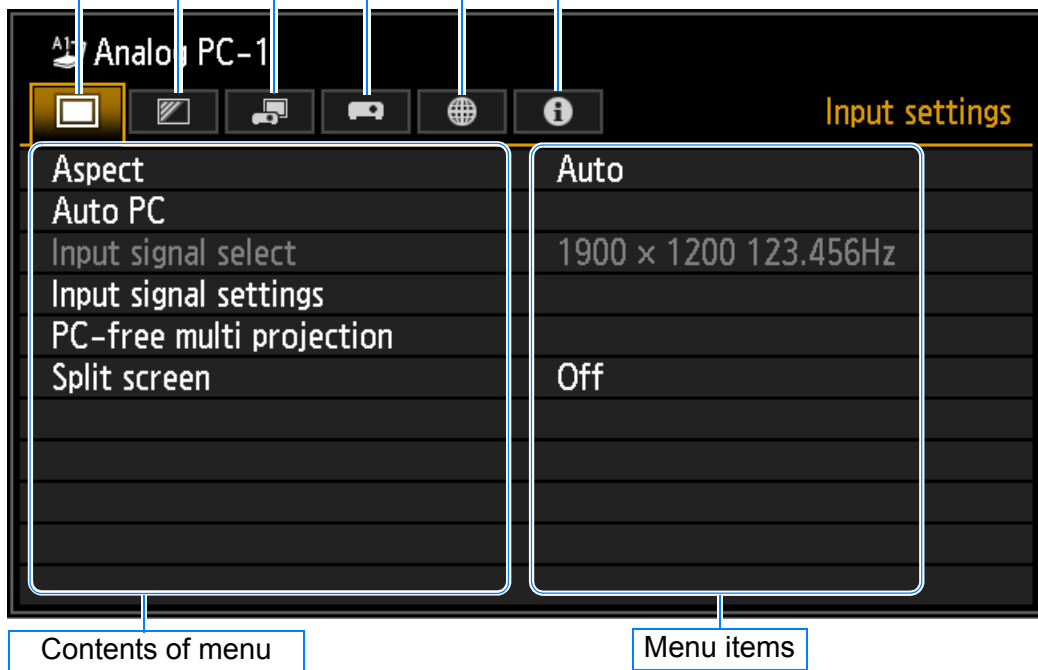 A1 Analog PC-1
Input settings
Aspect Auto
Auto PC
Input signal select 1900 × 1200 123.456Hz
Input signal settings
PC-free multi projection
Split screen Off
Contents of menu Menu items